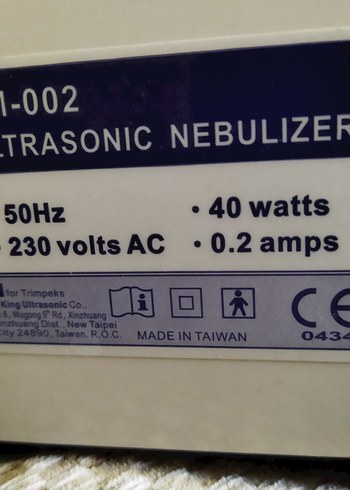 -002
ULTRASONIC NEBULIZER
50Hz
• 40 watts
• 230 volts AC
• 0.2 amps
for Trimpeks
King Ultrasonic Co.,
Wugong 5th Rd., Xinzhuang
Xinzhuang Dist., New Taipei
City 24890, Taiwan, R.O.C.
i
MADE IN TAIWAN
CE
0434